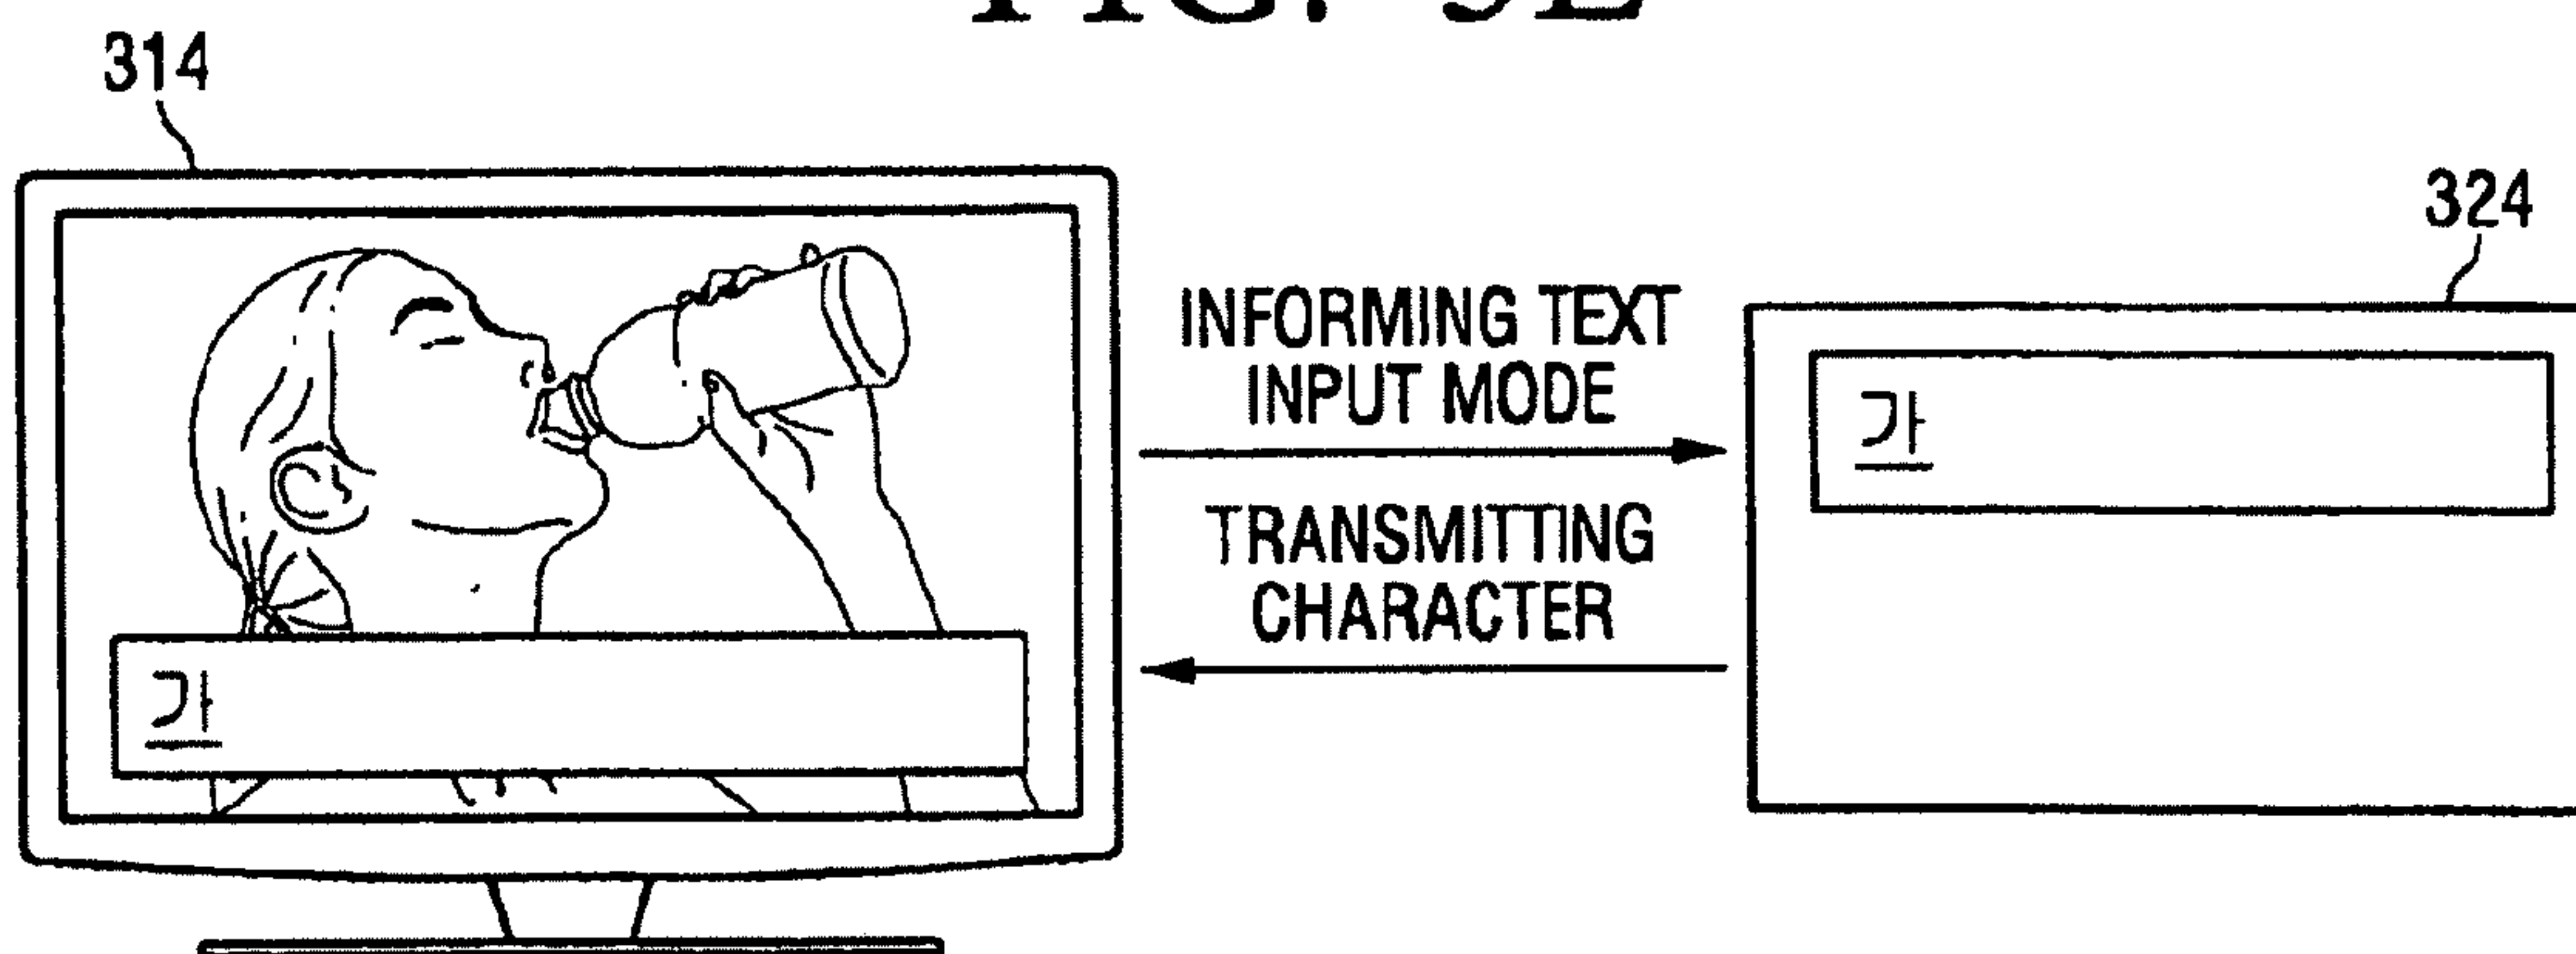 314
324
INFORMING TEXT
INPUT MODE
TRANSMITTING
CHARACTER
가
가